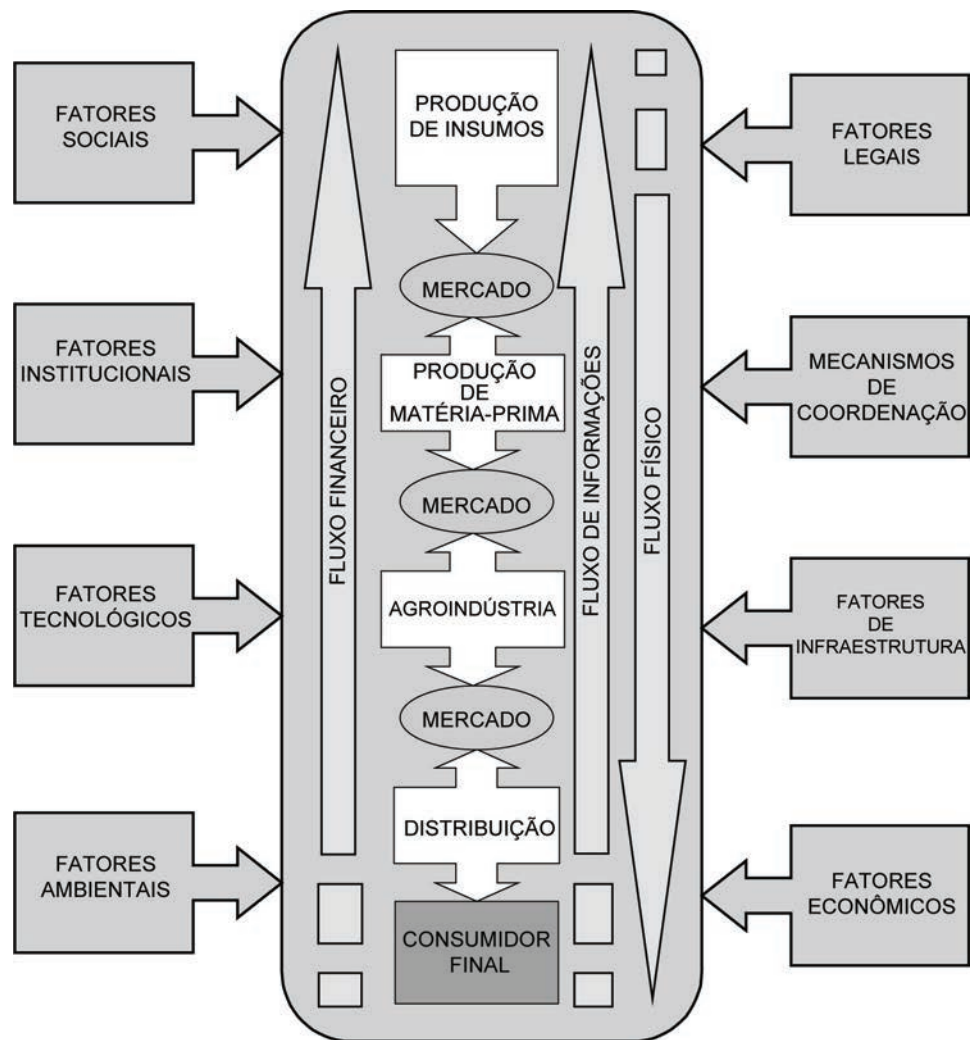 FATORES
SOCIAIS
FATORES
INSTITUCIONAIS
FATORES
TECNOLÓGICOS
FATORES
AMBIENTAIS
FLUXO FINANCEIRO
PRODUÇÃO
DE INSUMOS
MERCADO
PRODUÇÃO
DE
MATÉRIA-PRIMA
MERCADO
AGROINDÚSTRIA
MERCADO
DISTRIBUIÇÃO
CONSUMIDOR
FINAL
FLUXO DE INFORMAÇÕES
FLUXO FÍSICO
FATORES
LEGAIS
MECANISMOS
DE
COORDENAÇÃO
FATORES
DE
INFRAESTRUTURA
FATORES
ECONÔMICOS